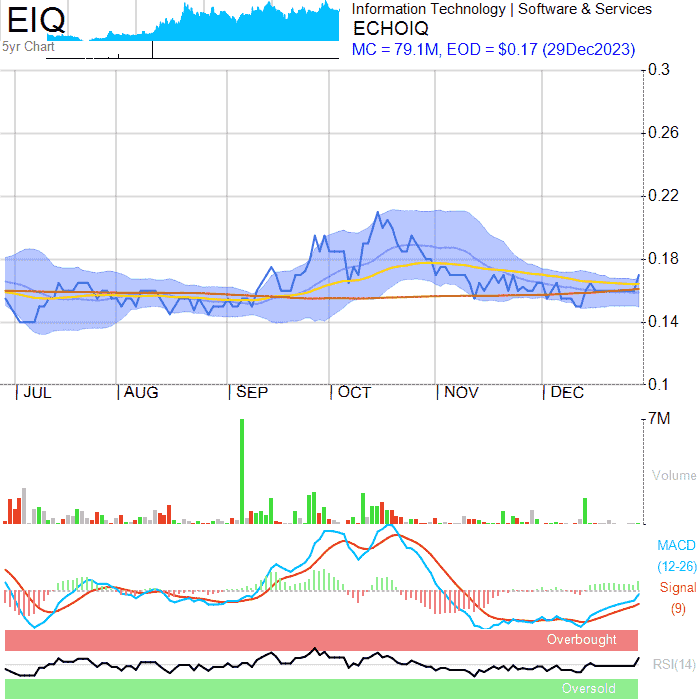 EIQ
5yr Chart
Information Technology | Software & Services
ECHOIQ
MC = 79.1M, EOD = $0.17 (29Dec2023)
0.3
0.26
0.22
0.18
0.14
0.1
JUL AUG SEP OCT NOV DEC
7M
Volume
MACD
(12-26)
Signal
(9)
Overbought
RSI(14)
Oversold